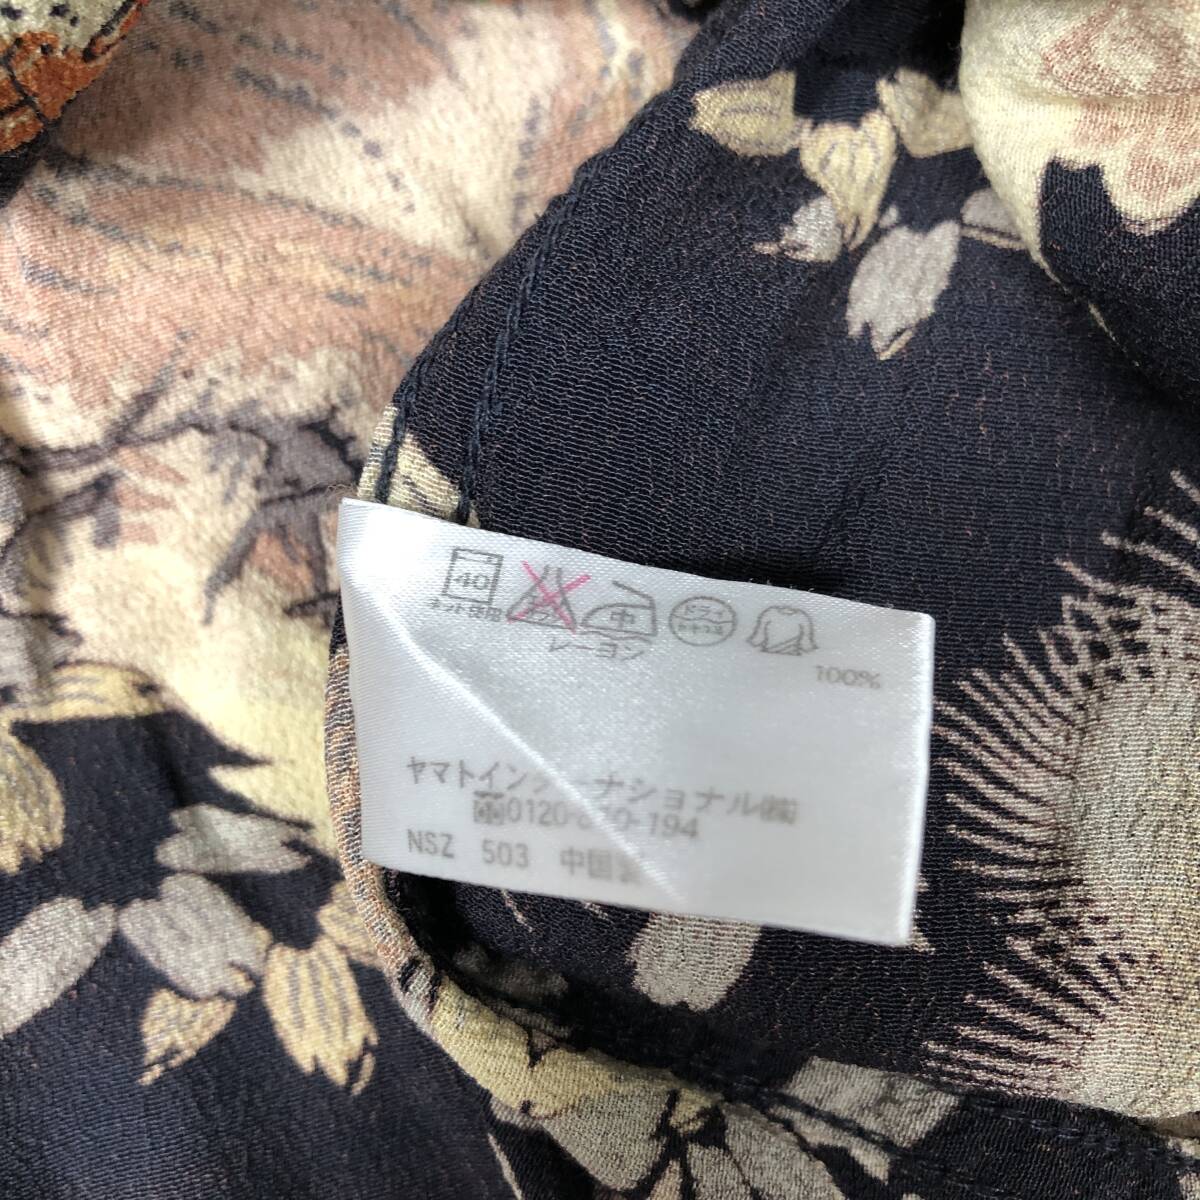 40 中 ドライ
ネット使用
レーヨン
100%
ヤマトインターナショナル㈱
0120-870-194
NSZ 503 中国製